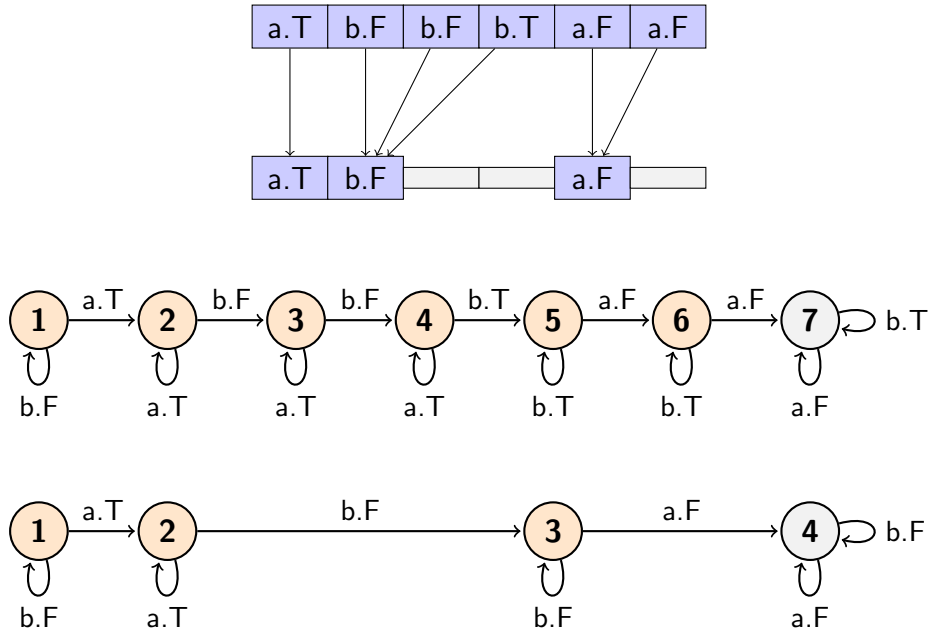 a.T b.F b.F b.T a.F a.F
a.T b.F a.F
a.T b.F b.F b.T a.F a.F
1 2 3 4 5 6 7 b.T
b.F a.T a.T a.T b.T b.T a.F
a.T b.F a.F
1 2 3 4 b.F
b.F a.T b.F a.F